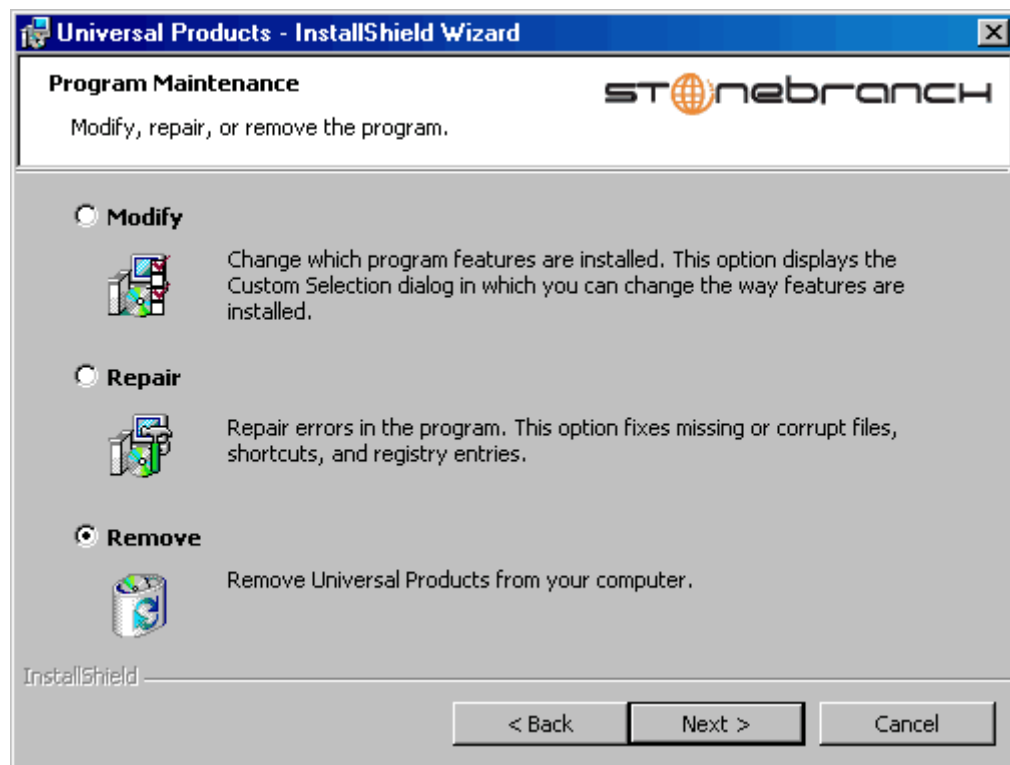 Universal Products - InstallShield Wizard
Program Maintenance
Modify, repair, or remove the program.
stonebranch
Modify
Change which program features are installed. This option displays the
Custom Selection dialog in which you can change the way features are
installed.
Repair
Repair errors in the program. This option fixes missing or corrupt files,
shortcuts, and registry entries.
Remove
Remove Universal Products from your computer.
InstallShield
< Back
Next >
Cancel